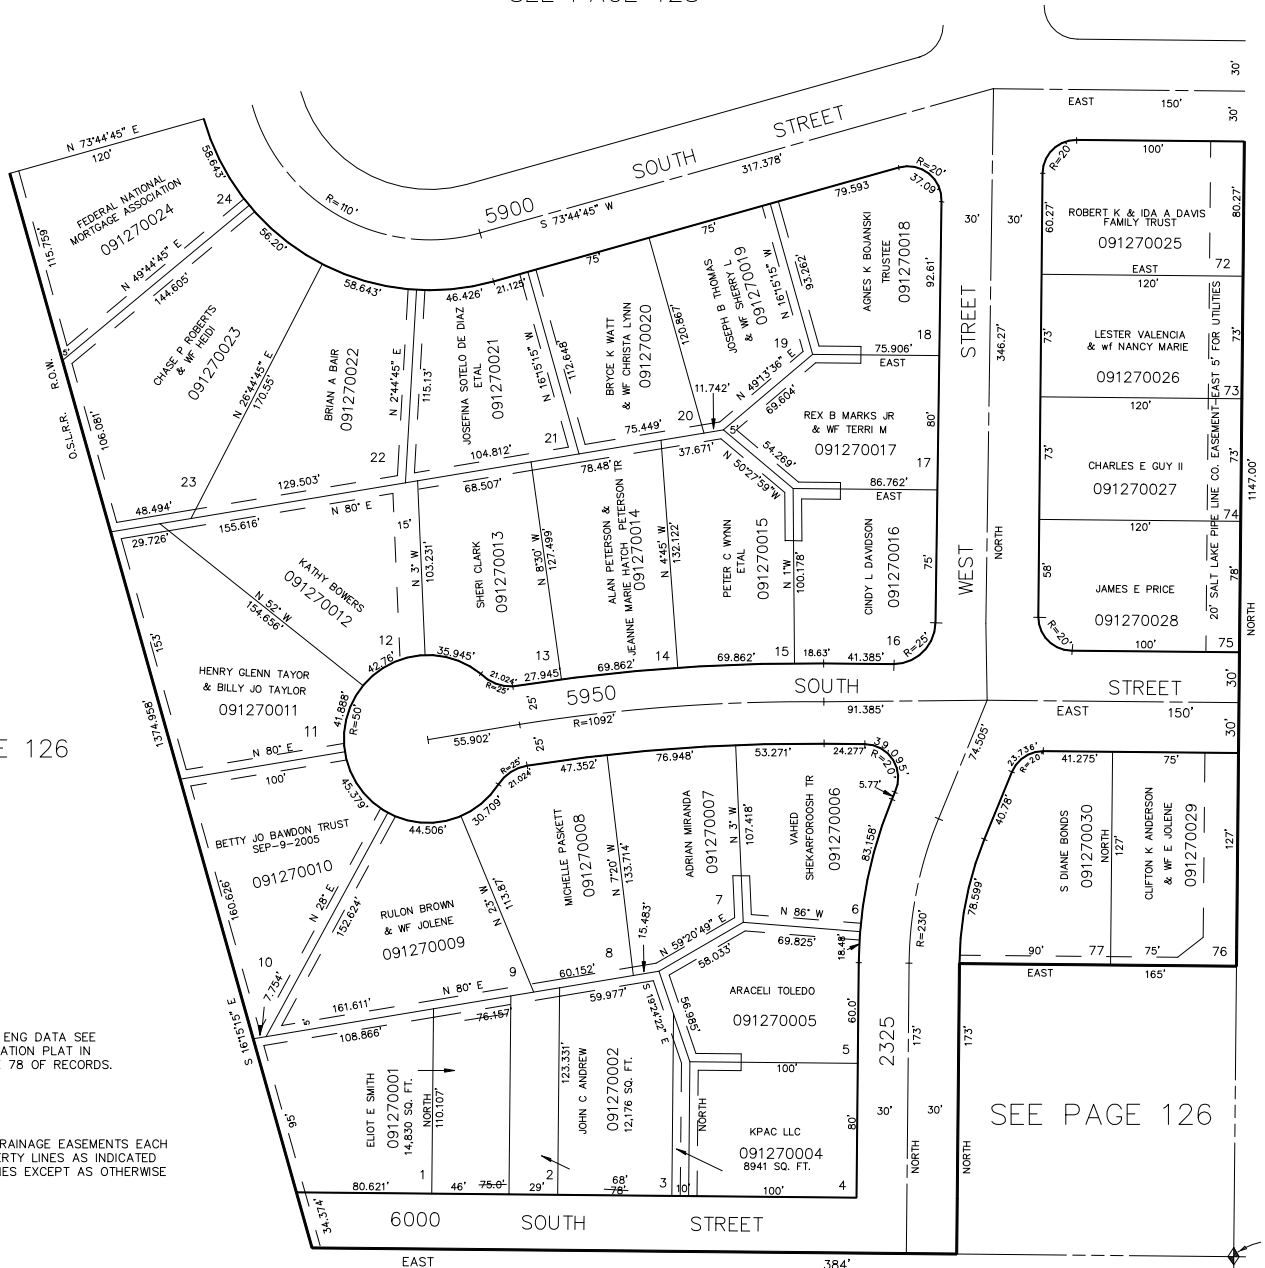 SEE PAGE 128
N 73°44'45" E
120'
58.643'
FEDERAL NATIONAL
MORTGAGE ASSOCIATION
091270024
24
115.759'
N 49°44'45" E
144.605'
5'
R.O.W.
O.S.L.R.R.
CHASE P ROBERTS
& WF HEIDI
091270023
23
106.081'
N 26°44'45" E
170.55'
56.20'
R=110'
58.643'
BRIAN A BAIR
091270022
22
N 2°44'45" E
115.13'
48.494'
129.503'
46.426'
21.125'
JOSEFINA SOTELO DE DIAZ
ETAL
091270021
21
N 16°15'15" W
112.648'
104.812'
5900
SOUTH
STREET
S 73°44'45" W
317.378'
75'
BRYCE K WATT
& WF CHRISTA LYNN
091270020
20
120.867'
75.449'
11.742'
75'
JOSEPH B THOMAS
& WF SHERRY L
091270019
19
N 16°15'15" W
93.262'
N 49°13'36" E
69.604'
79.593
R=20'
37.09'
AGNES K BOJANSKI
TRUSTEE
091270018
18
92.61'
75.906'
EAST
REX B MARKS JR
& WF TERRI M
091270017
17
80'
5'
54.269'
86.762'
EAST
30'
30'
STREET
WEST
346.27'
NORTH
EAST
150'
30'
30'
R=20'
100'
60.27'
80.27'
ROBERT K & IDA A DAVIS
FAMILY TRUST
091270025
72
EAST
120'
73'
73'
LESTER VALENCIA
& wf NANCY MARIE
091270026
73
120'
73'
73'
CHARLES E GUY II
091270027
74
120'
58'
78'
JAMES E PRICE
091270028
75
R=20'
100'
20' SALT LAKE PIPE LINE CO. EASEMENT-EAST 5' FOR UTILITIES
1147.00'
NORTH
29.726'
155.616'
N 80° E
15'
N 52° W
154.656'
KATHY BOWERS
091270012
12
42.76'
N 3° W
103.231'
68.507'
SHERI CLARK
091270013
13
35.945'
21.024'
R=25'
27.945
N 8°30' W
127.499'
78.48'
ALAN PETERSON &
JEANNE MARIE HATCH PETERSON TR
091270014
14
69.862'
N 4°45' W
132.122'
37.671'
N 50°27'59"W
PETER C WYNN
ETAL
091270015
15
69.862'
N 1°W
100.178'
CINDY L DAVIDSON
091270016
16
75'
18.63'
41.385'
R=25'
153'
1374.958'
HENRY GLENN TAYOR
& BILLY JO TAYLOR
091270011
11
41.888'
R=50'
N 80° E
100'
5950
SOUTH
STREET
25'
25'
R=1092'
55.902'
91.385'
EAST
150'
30'
30'
SEE PAGE 126
45.379'
BETTY JO BAWDON TRUST
SEP-9-2005
091270010
10
160.626'
N 28° E
152.624'
7.754'
S 16°15'15" E
44.506'
30.709'
RULON BROWN
& WF JOLENE
091270009
9
161.611'
N 80° E
5'
N 23° W
113.87'
R=25'
21.024'
47.352'
MICHELLE PASKETT
091270008
8
60.152'
N 7°20' W
133.714'
15.483'
76.948'
ADRIAN MIRANDA
091270007
7
N 3° W
107.418'
N 59°20'49" E
58.033'
53.271'
24.277'
39.095'
R=20'
5.77'
VAHED
SHEKARFOROOSH TR
091270006
6
83.158'
N 86° W
69.825'
18.48'
74.505'
R=230'
23.736'
R=20'
41.275'
75'
40.78'
78.599'
S DIANE BONDS
091270030
NORTH
127'
CLIFTON K ANDERSON
& WF E JOLENE
091270029
127'
90'
77
75'
76
EAST
165'
108.866'
76.157'
59.977'
S 19°24'22" E
56.985'
ARACELI TOLEDO
091270005
5
60.0'
100'
ELIOT E SMITH
091270001
14,830 SQ. FT.
NORTH
110.107'
1
95'
80.621'
46'
75.0'
29'
JOHN C ANDREW
091270002
12,176 SQ. FT.
123.331'
2
68'
78'
3
10'
NORTH
KPAC LLC
091270004
8941 SQ. FT.
4
80'
100'
2325
173'
173'
30'
30'
NORTH
NORTH
SEE PAGE 126
34.374'
6000
SOUTH
STREET
EAST
384'
ENG DATA SEE
ATION PLAT IN
78 OF RECORDS.
RAINAGE EASEMENTS EACH
ERTY LINES AS INDICATED
ES EXCEPT AS OTHERWISE